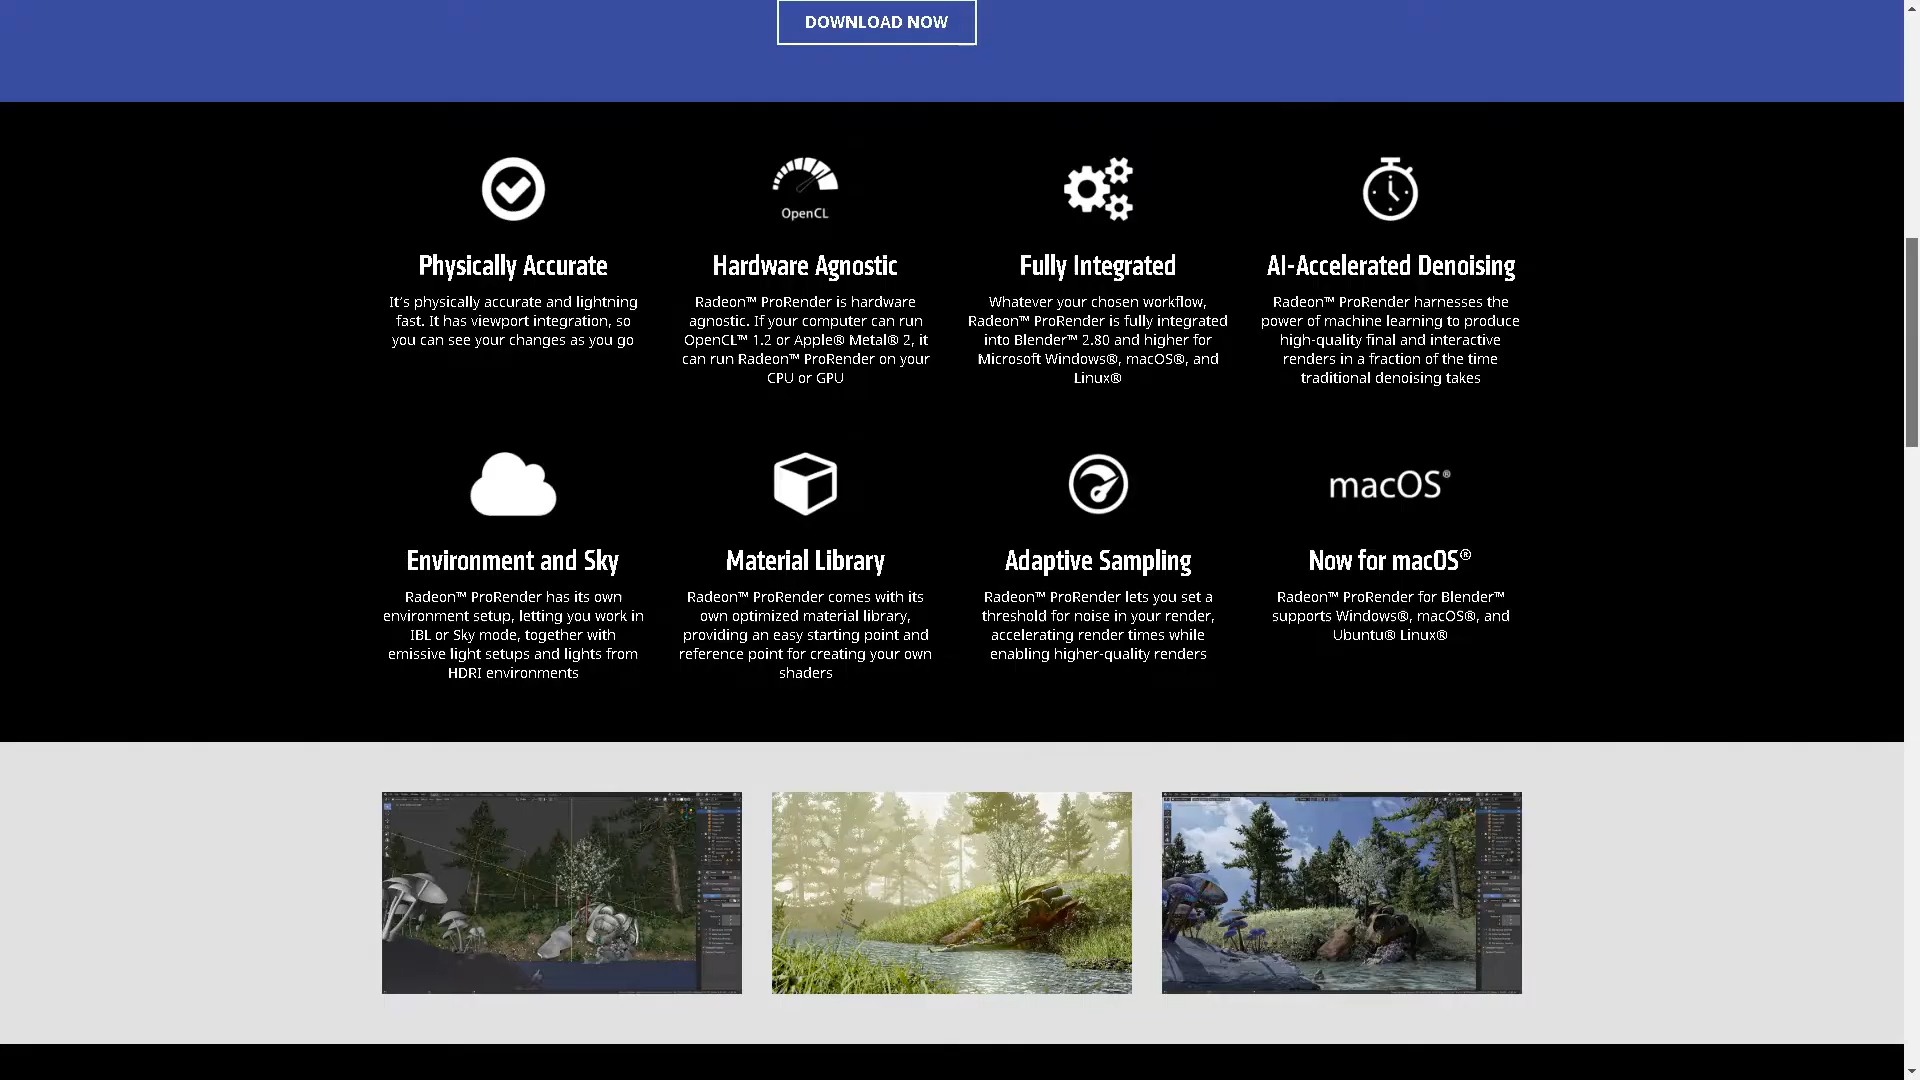 DOWNLOAD NOW
OpenCL
Physically Accurate
It's physically accurate and lightning
fast. It has viewport integration, so
you can see your changes as you go
Hardware Agnostic
Radeon™ ProRender is hardware
agnostic. If your computer can run
OpenCL™ 1.2 or Apple® Metal® 2, it
can run Radeon™ ProRender on your
CPU or GPU
Fully Integrated
Whatever your chosen workflow,
Radeon™ ProRender is fully integrated
into Blender™ 2.80 and higher for
Microsoft Windows®, macOS®, and
Linux®
AI-Accelerated Denoising
Radeon™ ProRender harnesses the
power of machine learning to produce
high-quality final and interactive
renders in a fraction of the time
traditional denoising takes
macOS®
Environment and Sky
Radeon™ ProRender has its own
environment setup, letting you work in
IBL or Sky mode, together with
emissive light setups and lights from
HDRI environments
Material Library
Radeon™ ProRender comes with its
own optimized material library,
providing an easy starting point and
reference point for creating your own
shaders
Adaptive Sampling
Radeon™ ProRender lets you set a
threshold for noise in your render,
accelerating render times while
enabling higher-quality renders
Now for macOS®
Radeon™ ProRender for Blender™
supports Windows®, macOS®, and
Ubuntu® Linux®